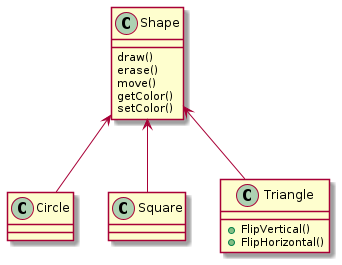 C Shape
draw()
erase()
move()
getColor()
setColor()
C Circle
C Square
C Triangle
FlipVertical()
FlipHorizontal()